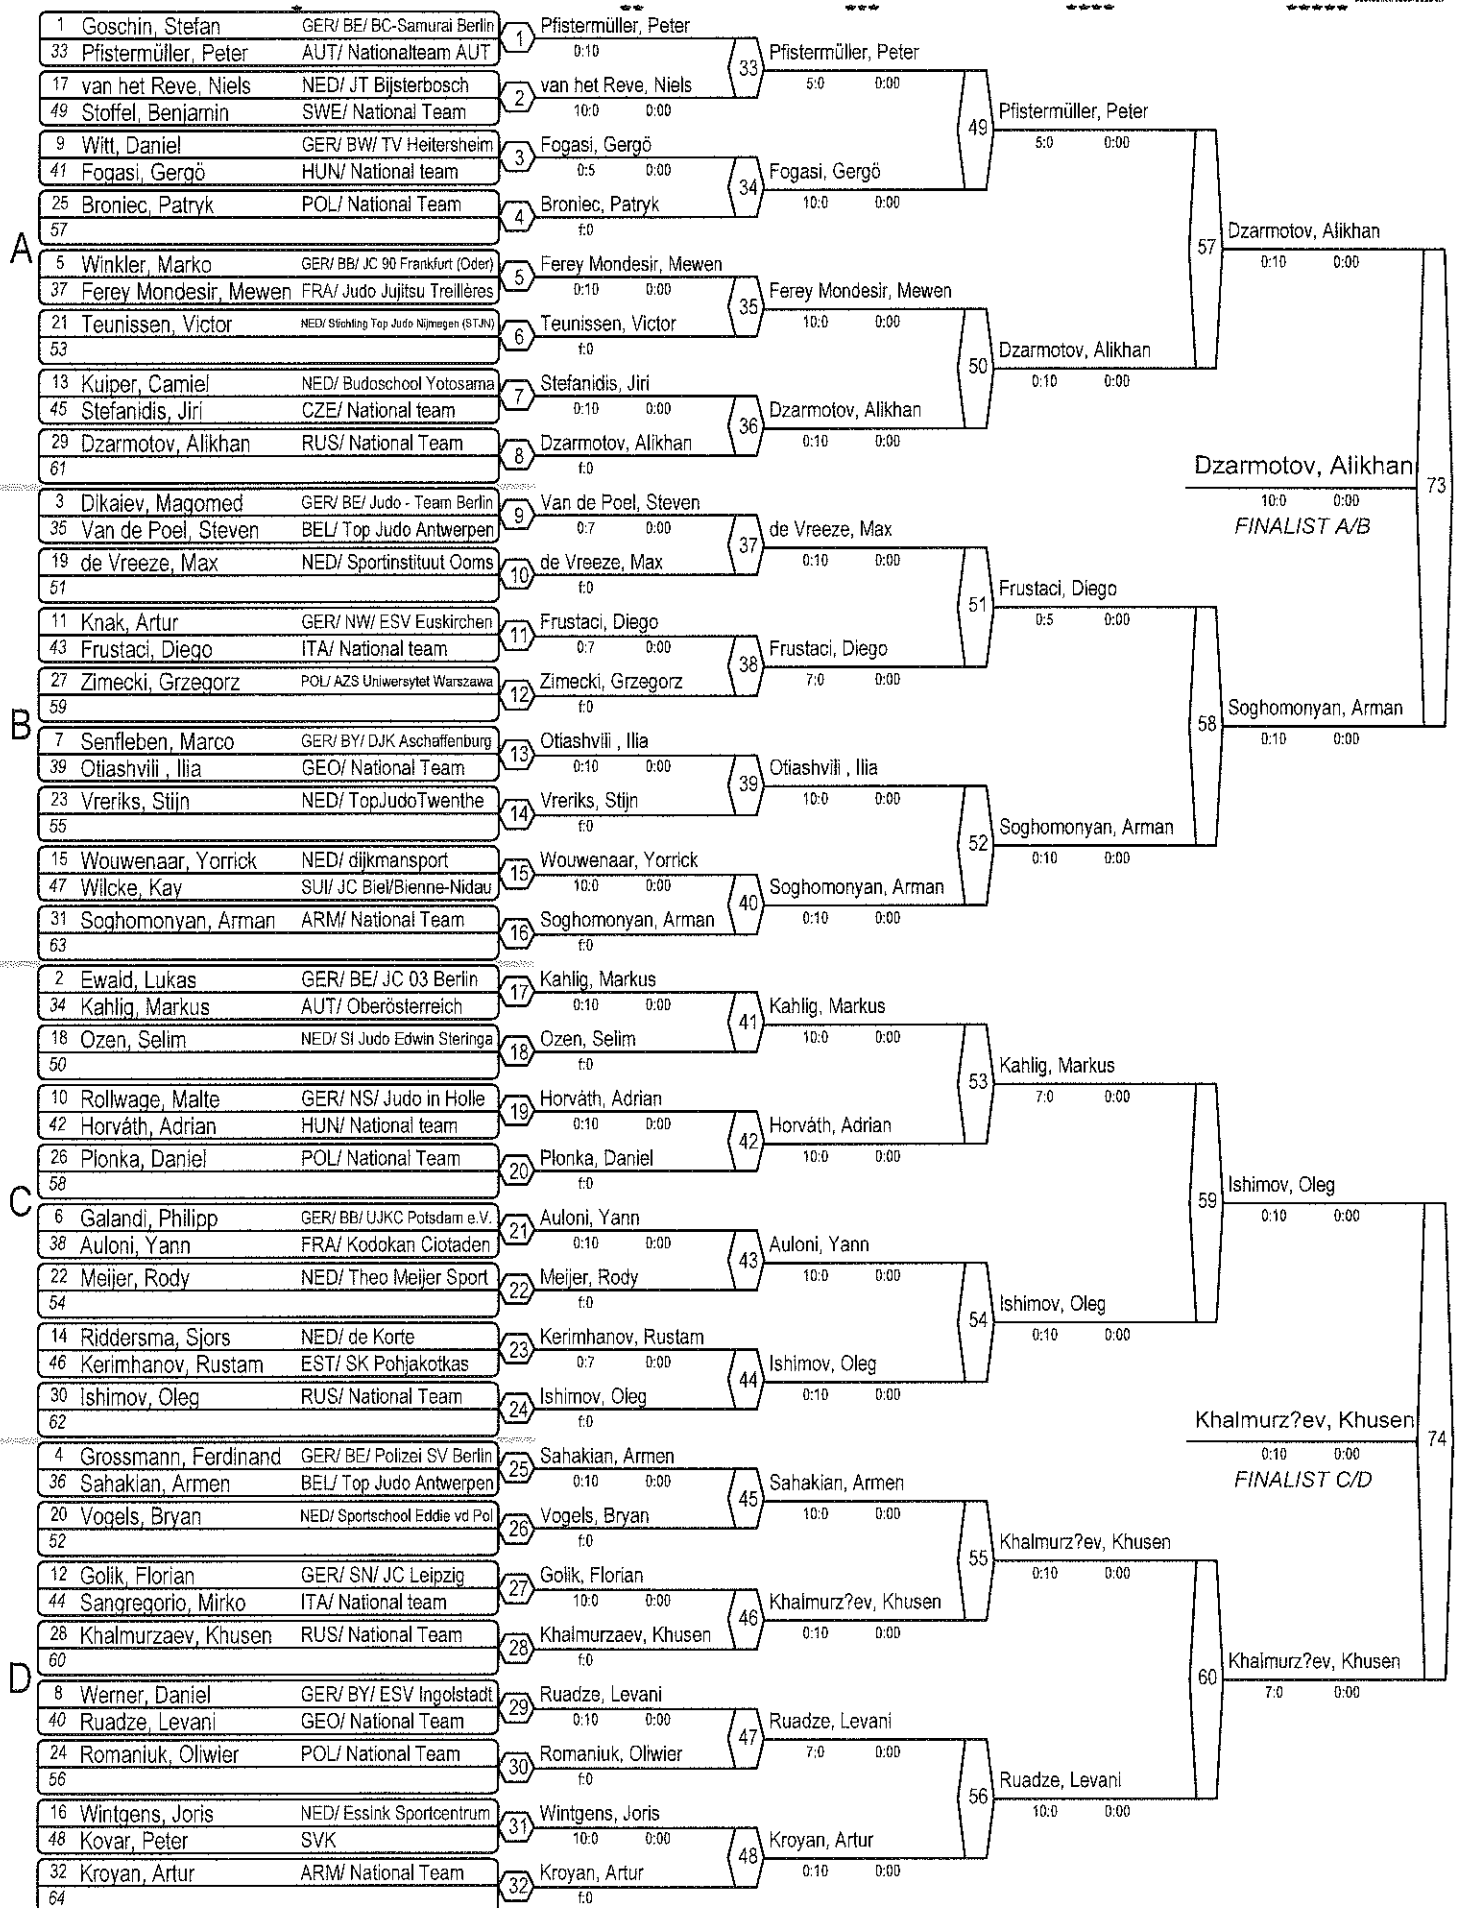 * ** *** **** *****
1 Goschin, Stefan GER/ BE/ BC-Samurai Berlin
33 Pfistermüller, Peter AUT/ Nationalteam AUT
1 Pfistermüller, Peter
0:10
17 van het Reve, Niels NED/ JT Bijsterbosch
49 Stoffel, Benjamin SWE/ National Team
2 van het Reve, Niels
10:0 0:00
9 Witt, Daniel GER/ BW/ TV Heitersheim
41 Fogasi, Gergö HUN/ National team
3 Fogasi, Gergö
0:5 0:00
25 Broniec, Patryk POL/ National Team
57
4 Broniec, Patryk
f:0
A
5 Winkler, Marko GER/ BB/ JC 90 Frankfurt (Oder)
37 Ferey Mondesir, Mewen FRA/ Judo Jujitsu Treillères
5 Ferey Mondesir, Mewen
0:10 0:00
21 Teunissen, Victor NED/ Stichting Top Judo Nijmegen (STJN)
53
6 Teunissen, Victor
f:0
13 Kuiper, Camiel NED/ Budoschool Yotosama
45 Stefanidis, Jiri CZE/ National team
7 Stefanidis, Jiri
0:10 0:00
29 Dzarmotov, Alikhan RUS/ National Team
61
8 Dzarmotov, Alikhan
f:0
3 Dikaiev, Magomed GER/ BE/ Judo - Team Berlin
35 Van de Poel, Steven BEL/ Top Judo Antwerpen
9 Van de Poel, Steven
0:7 0:00
19 de Vreeze, Max NED/ Sportinstituut Ooms
51
10 de Vreeze, Max
f:0
11 Knak, Artur GER/ NW/ ESV Euskirchen
43 Frustaci, Diego ITA/ National team
11 Frustaci, Diego
0:7 0:00
27 Zimecki, Grzegorz POL/ AZS Uniwersytet Warszawa
59
12 Zimecki, Grzegorz
f:0
B
7 Senfleben, Marco GER/ BY/ DJK Aschaffenburg
39 Otiashvili , Ilia GEO/ National Team
13 Otiashvili , Ilia
0:10 0:00
23 Vreriks, Stijn NED/ TopJudoTwenthe
55
14 Vreriks, Stijn
f:0
15 Wouwenaar, Yorrick NED/ dijkmansport
47 Wilcke, Kay SUI/ JC Biel/Bienne-Nidau
15 Wouwenaar, Yorrick
10:0 0:00
31 Soghomonyan, Arman ARM/ National Team
63
16 Soghomonyan, Arman
f:0
2 Ewald, Lukas GER/ BE/ JC 03 Berlin
34 Kahlig, Markus AUT/ Oberösterreich
17 Kahlig, Markus
0:10 0:00
18 Ozen, Selim NED/ SI Judo Edwin Steringa
50
18 Ozen, Selim
f:0
10 Rollwage, Malte GER/ NS/ Judo in Holle
42 Horváth, Adrian HUN/ National team
19 Horváth, Adrian
0:10 0:00
26 Plonka, Daniel POL/ National Team
58
20 Plonka, Daniel
f:0
C
6 Galandi, Philipp GER/ BB/ UJKC Potsdam e.V.
38 Auloni, Yann FRA/ Kodokan Ciotaden
21 Auloni, Yann
0:10 0:00
22 Meijer, Rody NED/ Theo Meijer Sport
54
22 Meijer, Rody
f:0
14 Riddersma, Sjors NED/ de Korte
46 Kerimhanov, Rustam EST/ SK Pohjakotkas
23 Kerimhanov, Rustam
0:7 0:00
30 Ishimov, Oleg RUS/ National Team
62
24 Ishimov, Oleg
f:0
4 Grossmann, Ferdinand GER/ BE/ Polizei SV Berlin
36 Sahakian, Armen BEL/ Top Judo Antwerpen
25 Sahakian, Armen
0:10 0:00
20 Vogels, Bryan NED/ Sportschool Eddie vd Pol
52
26 Vogels, Bryan
f:0
12 Golik, Florian GER/ SN/ JC Leipzig
44 Sangregorio, Mirko ITA/ National team
27 Golik, Florian
10:0 0:00
28 Khalmurzaev, Khusen RUS/ National Team
60
28 Khalmurzaev, Khusen
f:0
D
8 Werner, Daniel GER/ BY/ ESV Ingolstadt
40 Ruadze, Levani GEO/ National Team
29 Ruadze, Levani
0:10 0:00
24 Romaniuk, Oliwier POL/ National Team
56
30 Romaniuk, Oliwier
f:0
16 Wintgens, Joris NED/ Essink Sportcentrum
48 Kovar, Peter SVK
31 Wintgens, Joris
10:0 0:00
32 Kroyan, Artur ARM/ National Team
64
32 Kroyan, Artur
f:0
33 Pfistermüller, Peter
5:0 0:00
34 Fogasi, Gergö
10:0 0:00
35 Ferey Mondesir, Mewen
10:0 0:00
36 Dzarmotov, Alikhan
0:10 0:00
37 de Vreeze, Max
0:10 0:00
38 Frustaci, Diego
7:0 0:00
39 Otiashvili , Ilia
10:0 0:00
40 Soghomonyan, Arman
0:10 0:00
41 Kahlig, Markus
10:0 0:00
42 Horváth, Adrian
10:0 0:00
43 Auloni, Yann
10:0 0:00
44 Ishimov, Oleg
0:10 0:00
45 Sahakian, Armen
10:0 0:00
46 Khalmurz?ev, Khusen
0:10 0:00
47 Ruadze, Levani
7:0 0:00
48 Kroyan, Artur
0:10 0:00
49 Pfistermüller, Peter
5:0 0:00
50 Dzarmotov, Alikhan
0:10 0:00
51 Frustaci, Diego
0:5 0:00
52 Soghomonyan, Arman
0:10 0:00
53 Kahlig, Markus
7:0 0:00
54 Ishimov, Oleg
0:10 0:00
55 Khalmurz?ev, Khusen
0:10 0:00
56 Ruadze, Levani
10:0 0:00
57 Dzarmotov, Alikhan
0:10 0:00
58 Soghomonyan, Arman
0:10 0:00
59 Ishimov, Oleg
0:10 0:00
60 Khalmurz?ev, Khusen
7:0 0:00
Dzarmotov, Alikhan 73
10:0 0:00
FINALIST A/B
Khalmurz?ev, Khusen 74
0:10 0:00
FINALIST C/D